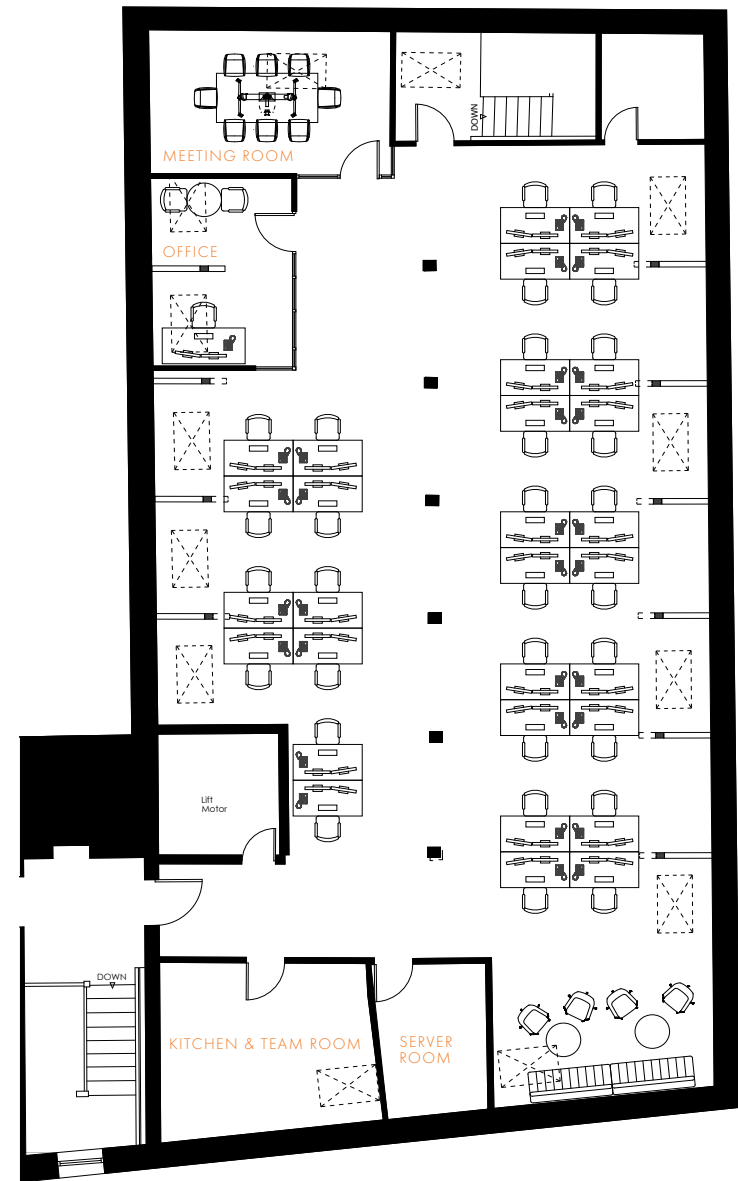 DOWN
MEETING ROOM
OFFICE
Lift
Motor
DOWN
KITCHEN & TEAM ROOM
SERVER
ROOM